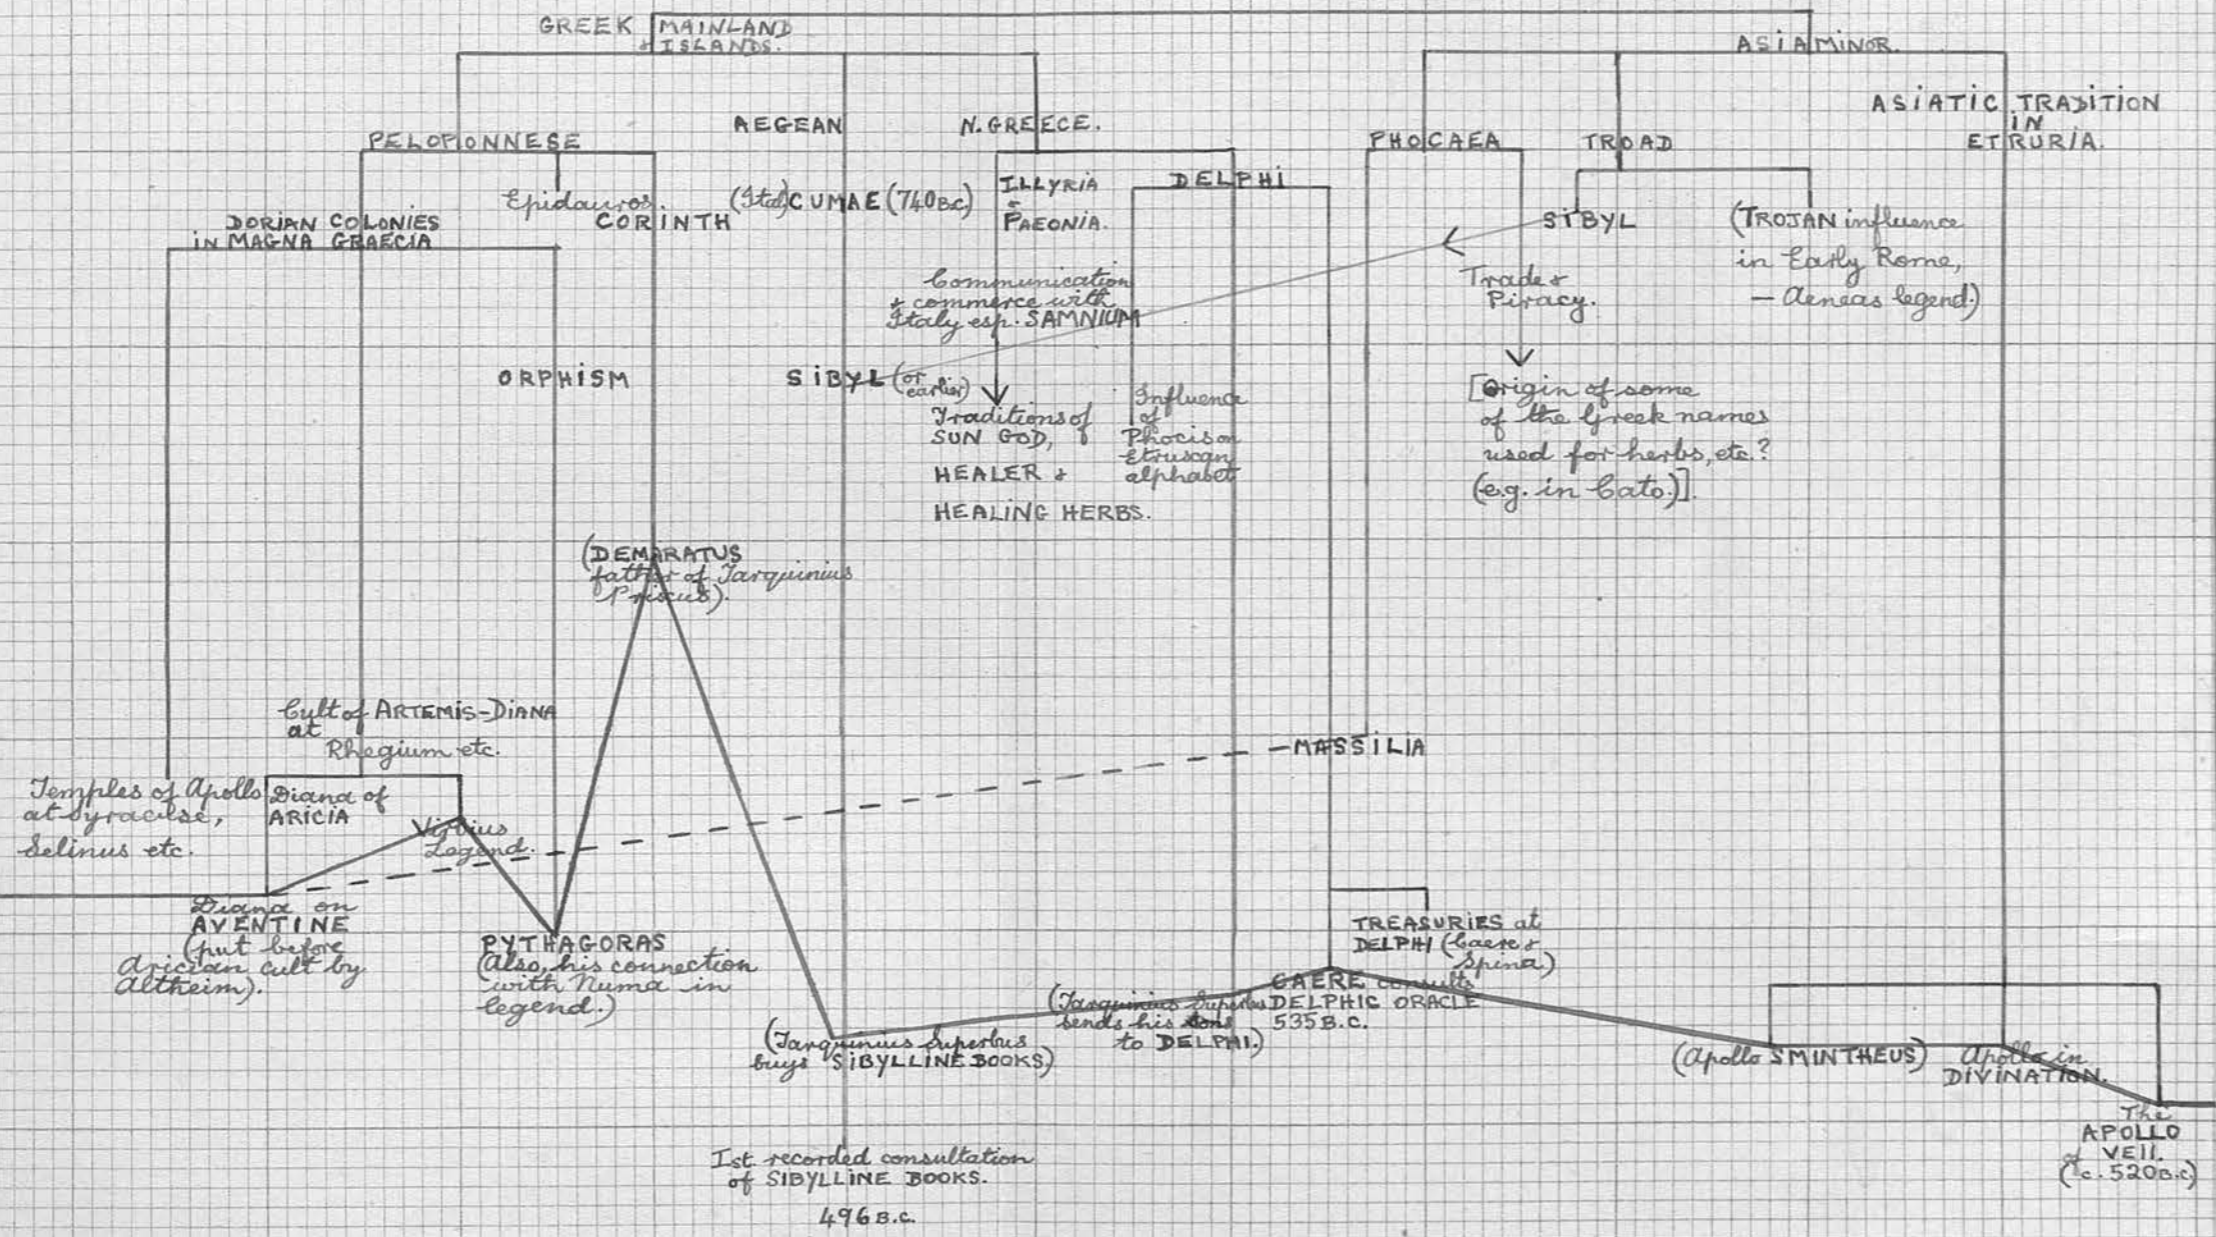 GREEK MAINLAND
& ISLANDS.
ASIA MINOR.
ASIATIC TRADITION
IN
ETRURIA.
AEGEAN
N. GREECE.
PELOPONNESE
PHOCAEA
TROAD
Epidauros.
CORINTH
(Ital) CUMAE (740 B.C.)
ILLYRIA
+
PAEONIA.
DELPHI
DORIAN COLONIES
in MAGNA GRAECIA
SIBYL
(TROJAN influence
in Early Rome,
— Aeneas legend.)
Communication
& commerce with
Italy esp. SAMNIUM
Trade &
Piracy.
ORPHISM
SIBYL (or
earlier)
Traditions of
SUN GOD,
HEALER &
HEALING HERBS.
Influence
of
Phocis on
Etruscan
alphabet
[Origin of some
of the Greek names
used for herbs, etc.?
(e.g. in Cato.)].
(DEMARATUS
father of Tarquinius
Priscus).
Cult of ARTEMIS-DIANA
at
Rhegium etc.
MASSILIA
Temples of Apollo
at Syracuse,
Selinus etc.
Diana of
ARICIA
Virbius
Legend.
Diana on
AVENTINE
(put before
Arician cult by
Altheim).
PYTHAGORAS
(Also, his connection
with Numa in
legend.)
TREASURIES at
DELPHI (Caere &
Spina)
CAERE consults
DELPHIC ORACLE
535 B.C.
(Tarquinius Superbus
sends his sons
to DELPHI.)
(Tarquinius Superbus
buys SIBYLLINE BOOKS)
(Apollo SMINTHEUS)
Apollo in
DIVINATION.
The
APOLLO
of VEII.
(c. 520 B.C.)
Ist. recorded consultation
of SIBYLLINE BOOKS.
496 B.C.